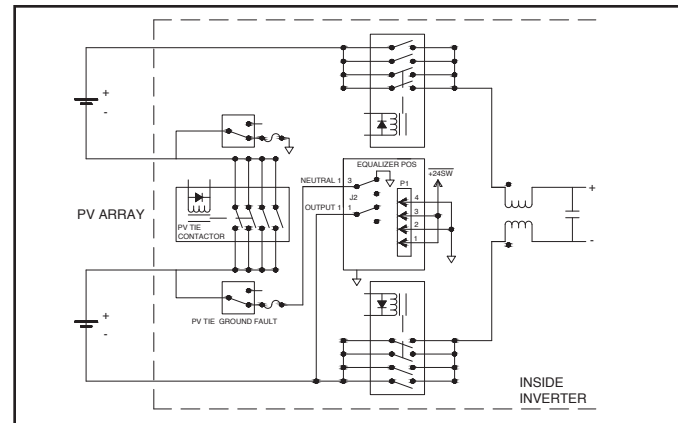 +
-
EQUALIZER POS
+24SW
NEUTRAL 1
3
P1
4
J2
3
OUTPUT 1
1
2
1
PV ARRAY
PV TIE
CONTACTOR
+
-
+
-
PV TIE GROUND FAULT
INSIDE
INVERTER